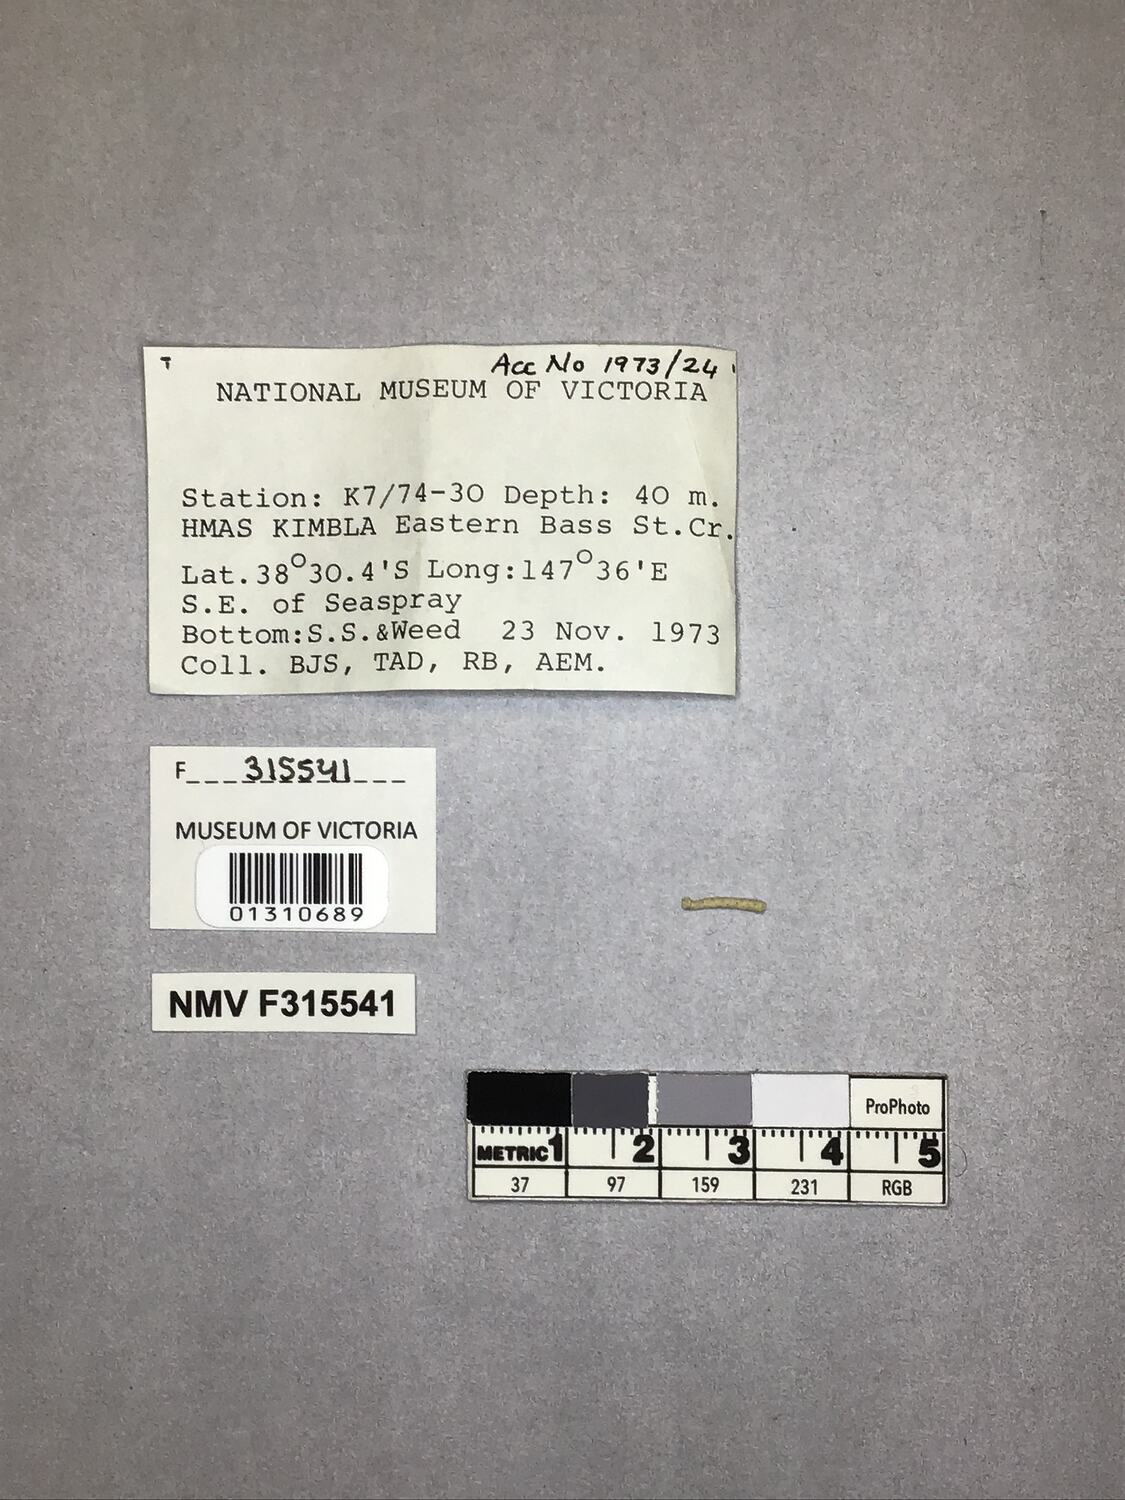 T Acc No 1973/24
NATIONAL MUSEUM OF VICTORIA
Station: K7/74-30 Depth: 40 m.
HMAS KIMBLA Eastern Bass St.Cr.
Lat.38°30.4'S Long:147°36'E
S.E. of Seaspray
Bottom:S.S.&Weed 23 Nov. 1973
Coll. BJS, TAD, RB, AEM.
F___315541___
MUSEUM OF VICTORIA
01310689
NMV F315541
ProPhoto
METRIC 1 2 3 4 5
37 97 159 231 RGB